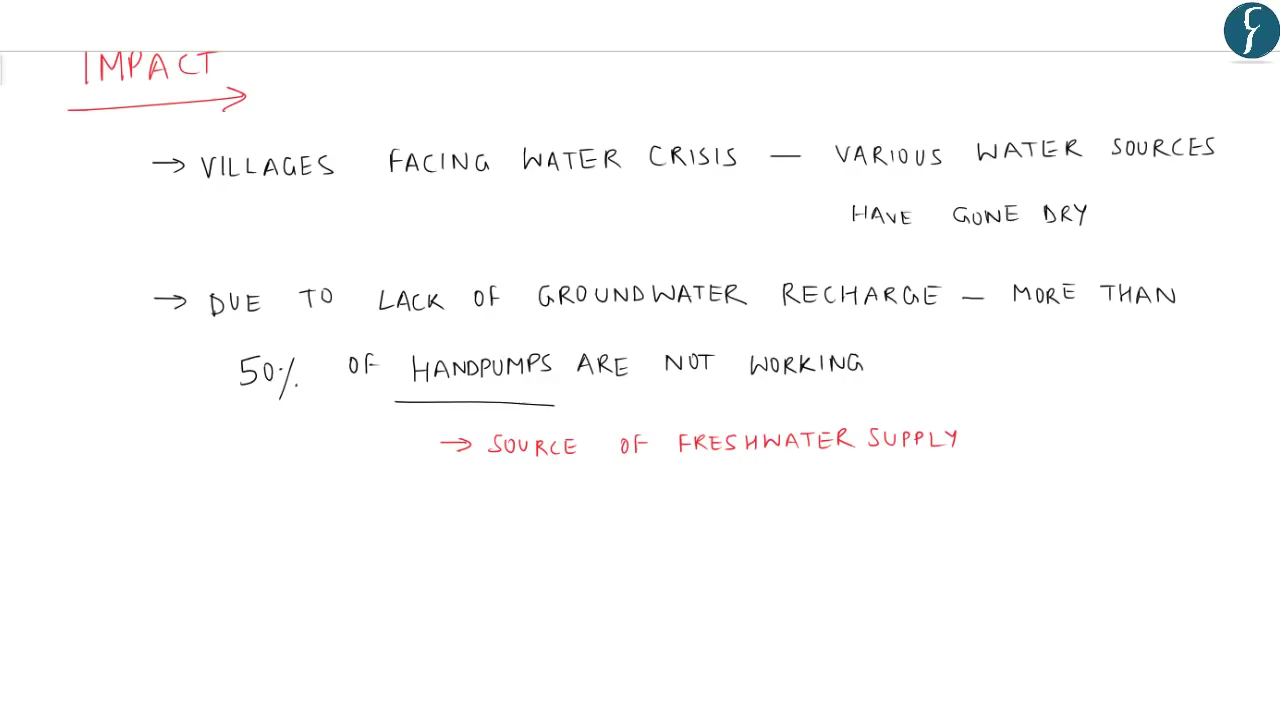 IMPACT
→ VILLAGES FACING WATER CRISIS — VARIOUS WATER SOURCES
HAVE GONE DRY
→ DUE TO LACK OF GROUNDWATER RECHARGE — MORE THAN
50% OF HANDPUMPS ARE NOT WORKING
→ SOURCE OF FRESHWATER SUPPLY